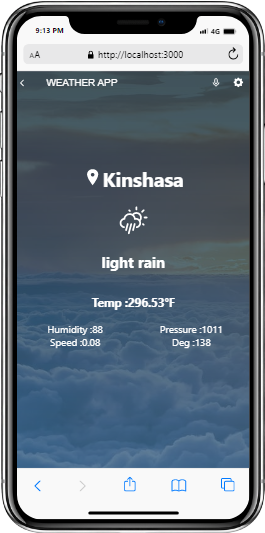 9:13 PM
4G
AA
http://localhost:3000
WEATHER APP
Kinshasa
light rain
Temp :296.53°F
Humidity :88
Pressure :1011
Speed :0.08
Deg :138